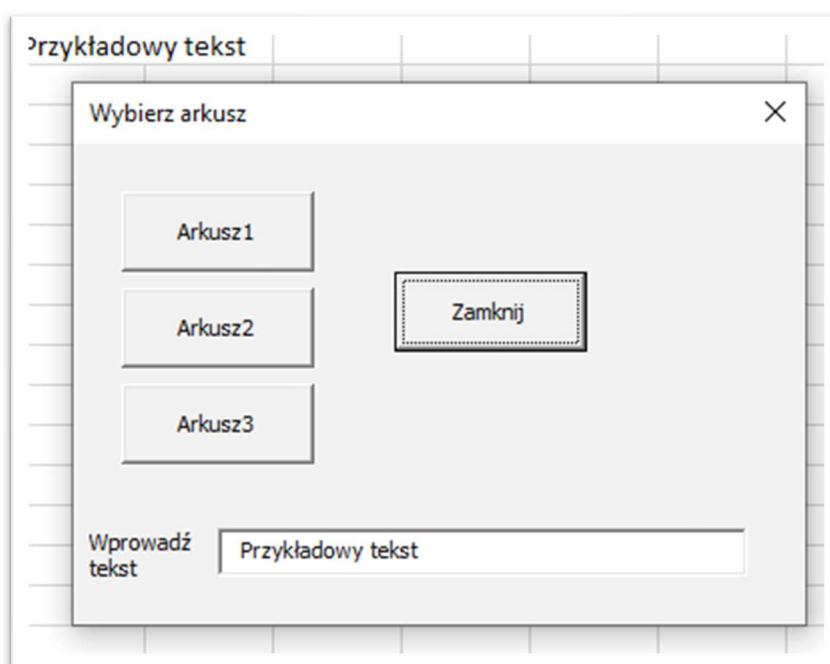 Przykładowy tekst
Wybierz arkusz
Arkusz1
Zamknij
Arkusz2
Arkusz3
Wprowadź
tekst
Przykładowy tekst